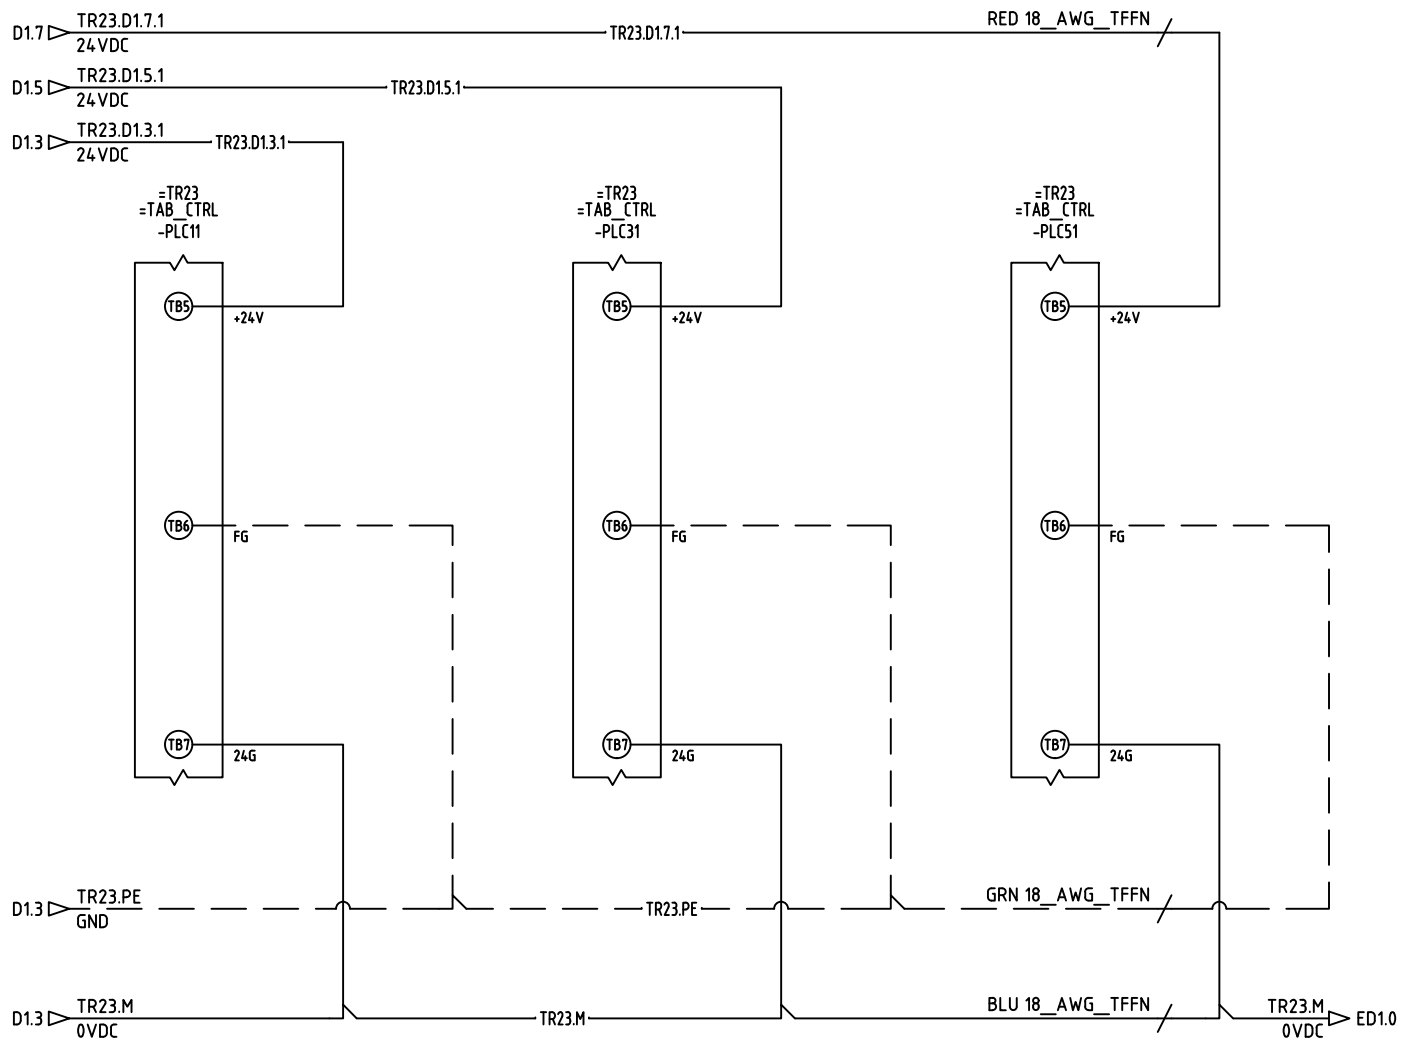 TR23.D1.7.1
RED 18__AWG__TFFN
D1.7
TR23.D1.7.1
24VDC
TR23.D1.5.1
D1.5
TR23.D1.5.1
24VDC
TR23.D1.3.1
D1.3
TR23.D1.3.1
24VDC
=TR23
=TAB__CTRL
-PLC11
=TR23
=TAB__CTRL
-PLC31
=TR23
=TAB__CTRL
-PLC51
TB5
+24V
TB5
+24V
TB5
+24V
TB6
FG
TB6
FG
TB6
FG
TB7
24G
TB7
24G
TB7
24G
TR23.PE
GRN 18__AWG__TFFN
D1.3
TR23.PE
GND
TR23.M
BLU 18__AWG__TFFN
TR23.M
D1.3
TR23.M
ED1.0
0VDC
0VDC